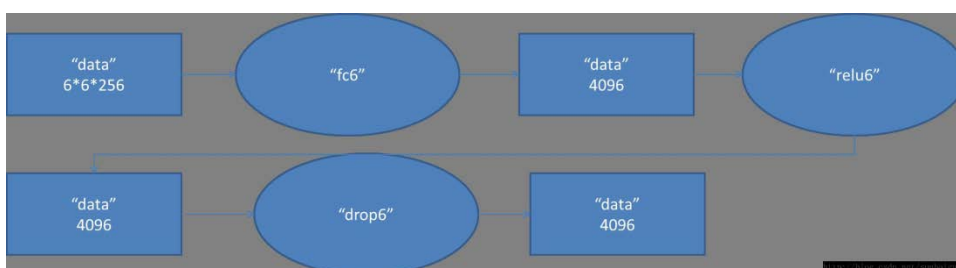 “data”
6*6*256
“fc6”
“data”
4096
“relu6”
“data”
4096
“drop6”
“data”
4096